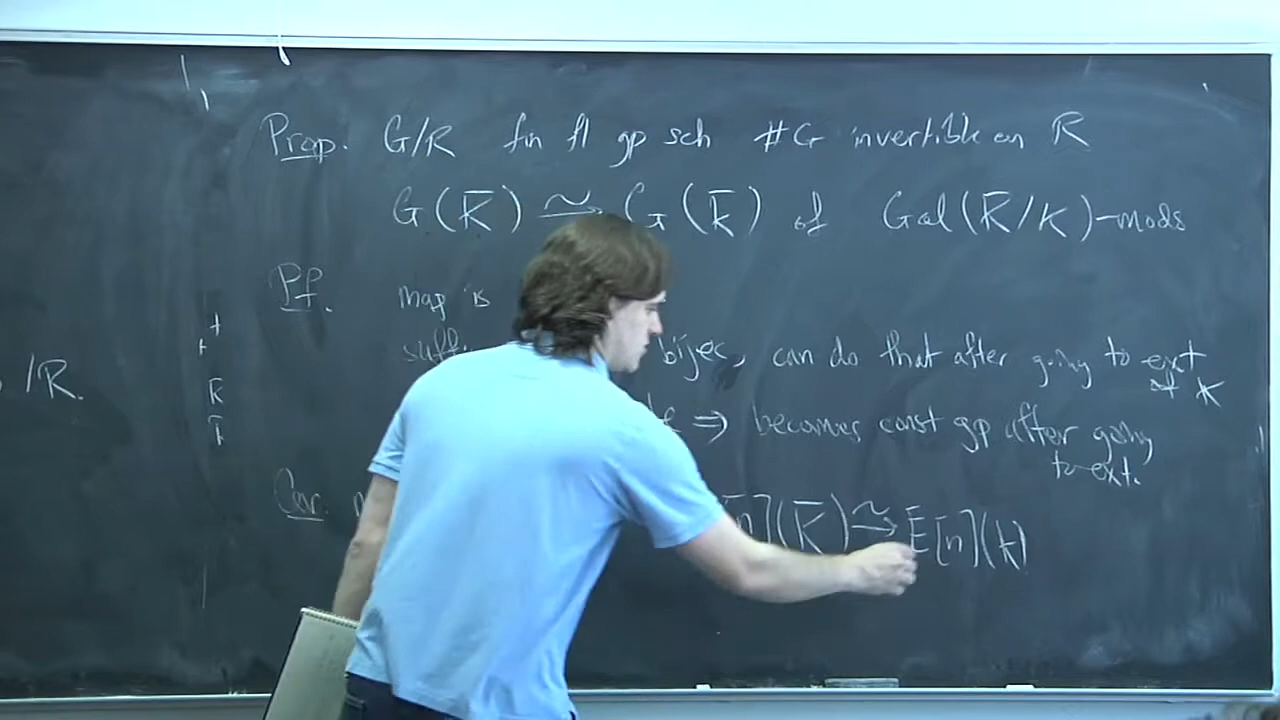 Prop. G/R fin fl gp sch #G invertible on R
G(K̄) ⥲ G(k̄) of Gal(K̄/K)-mods
Pf. map is
bijec, can do that after going to ext of K
/R.
⇒ becomes const gp after going to ext.
Cor. n](K̄) ⥲ E[n](k)